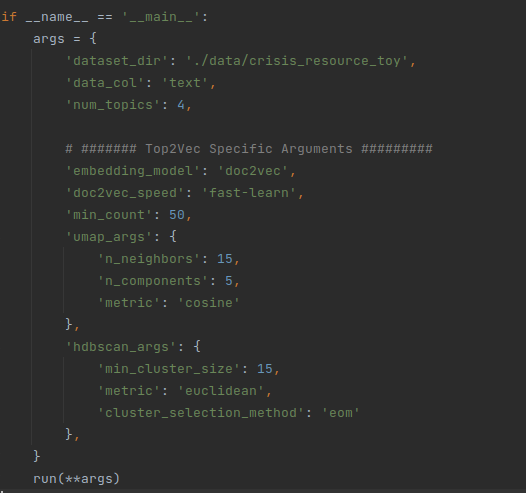 if __name__ == '__main__':
    args = {
        'dataset_dir': './data/crisis_resource_toy',
        'data_col': 'text',
        'num_topics': 4,

        # ####### Top2Vec Specific Arguments #########
        'embedding_model': 'doc2vec',
        'doc2vec_speed': 'fast-learn',
        'min_count': 50,
        'umap_args': {
            'n_neighbors': 15,
            'n_components': 5,
            'metric': 'cosine'
        },
        'hdbscan_args': {
            'min_cluster_size': 15,
            'metric': 'euclidean',
            'cluster_selection_method': 'eom'
        },
    }
    run(**args)